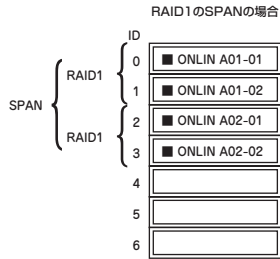 RAID1のSPANの場合
ID
0 ■ ONLIN A01-01
RAID1
1 ■ ONLIN A01-02
SPAN
2 ■ ONLIN A02-01
RAID1
3 ■ ONLIN A02-02
4
5
6